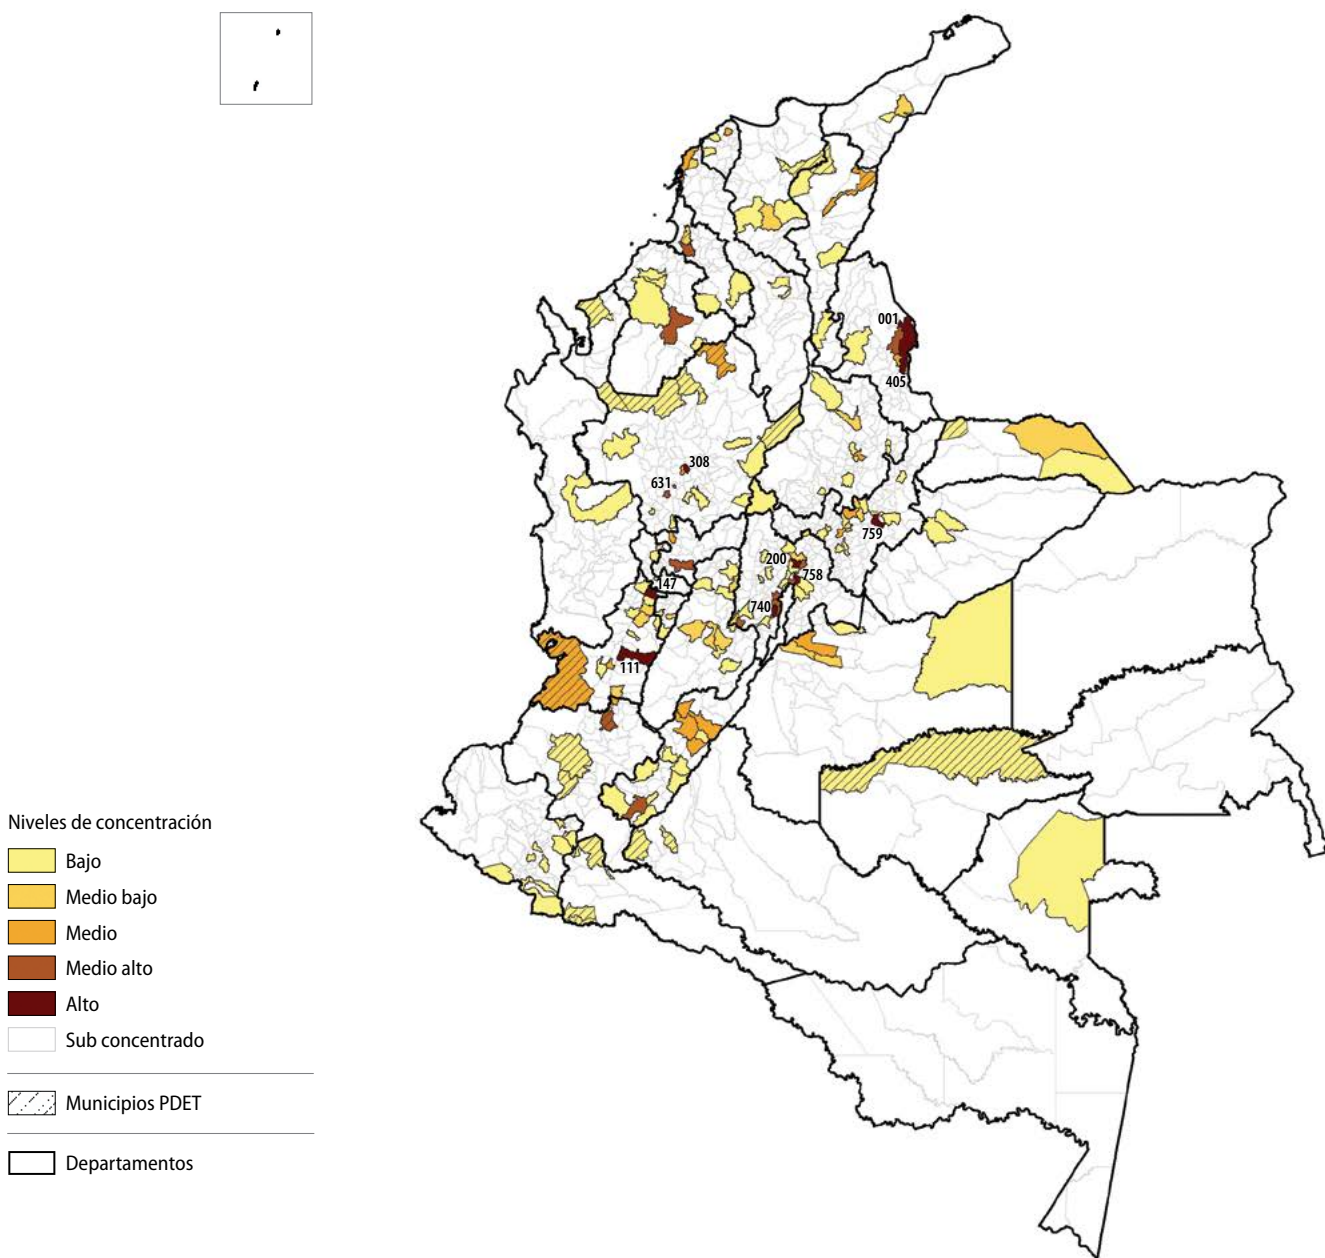 001
405
308
631
759
200
758
147
740
111
Niveles de concentración
Bajo
Medio bajo
Medio
Medio alto
Alto
Sub concentrado
Municipios PDET
Departamentos